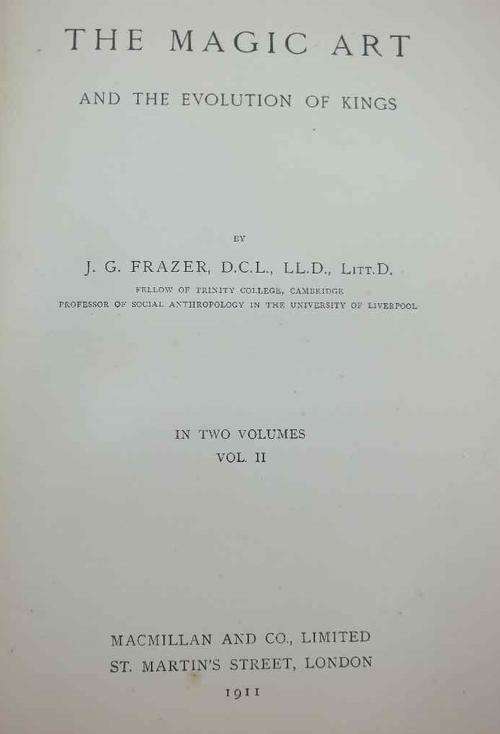 THE MAGIC ART
AND THE EVOLUTION OF KINGS
BY
J. G. FRAZER, D.C.L., LL.D., LITT.D.
FELLOW OF TRINITY COLLEGE, CAMBRIDGE
PROFESSOR OF SOCIAL ANTHROPOLOGY IN THE UNIVERSITY OF LIVERPOOL
IN TWO VOLUMES
VOL. II
MACMILLAN AND CO., LIMITED
ST. MARTIN'S STREET, LONDON
1911